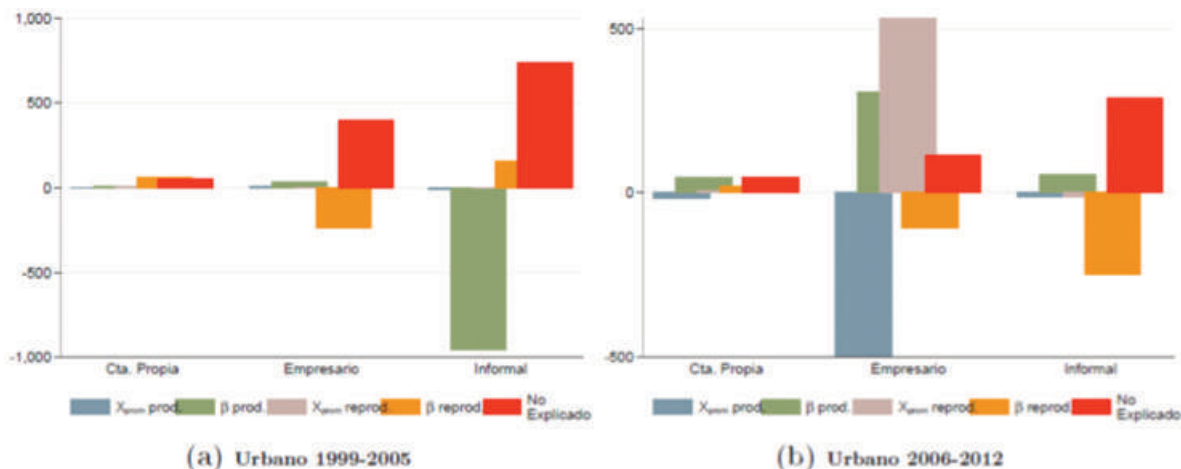 1,000
500
0
-500
-1,000
Cta. Propia Empresario Informal
Xprom prod. β prod. Xprom reprod. β reprod. No Explicado
(a) Urbano 1999-2005
500
0
-500
Cta. Propia Empresario Informal
Xprom prod. β prod. Xprom reprod. β reprod. No Explicado
(b) Urbano 2006-2012